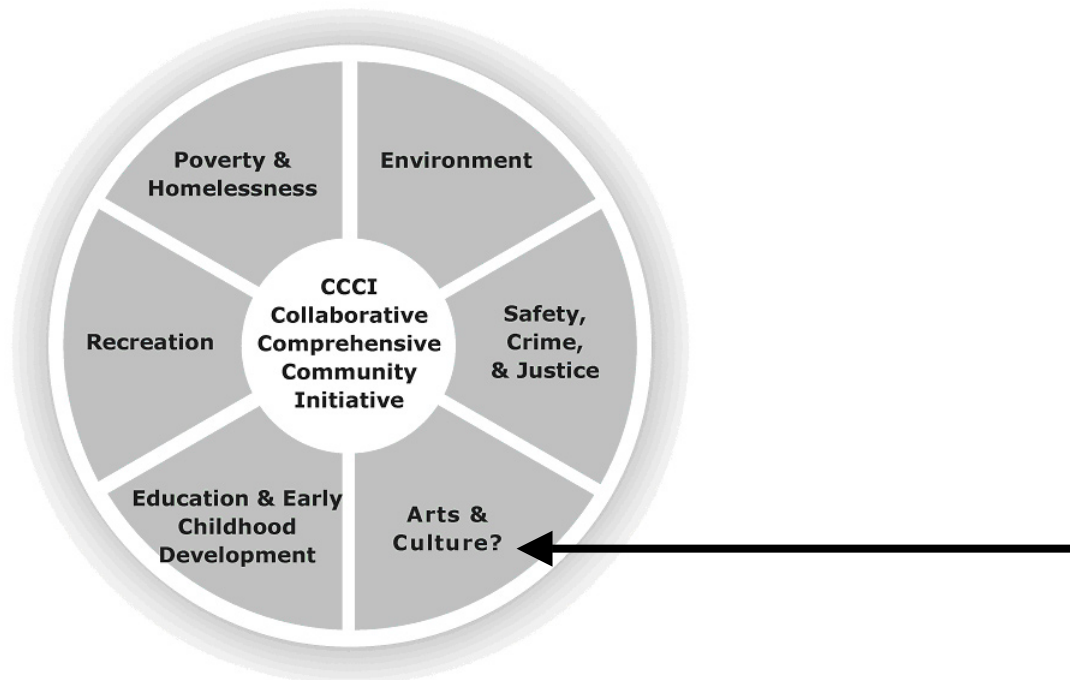 Poverty &
Homelessness
Environment
Recreation
CCCI
Collaborative
Comprehensive
Community
Initiative
Safety,
Crime,
& Justice
Education & Early
Childhood
Development
Arts &
Culture?